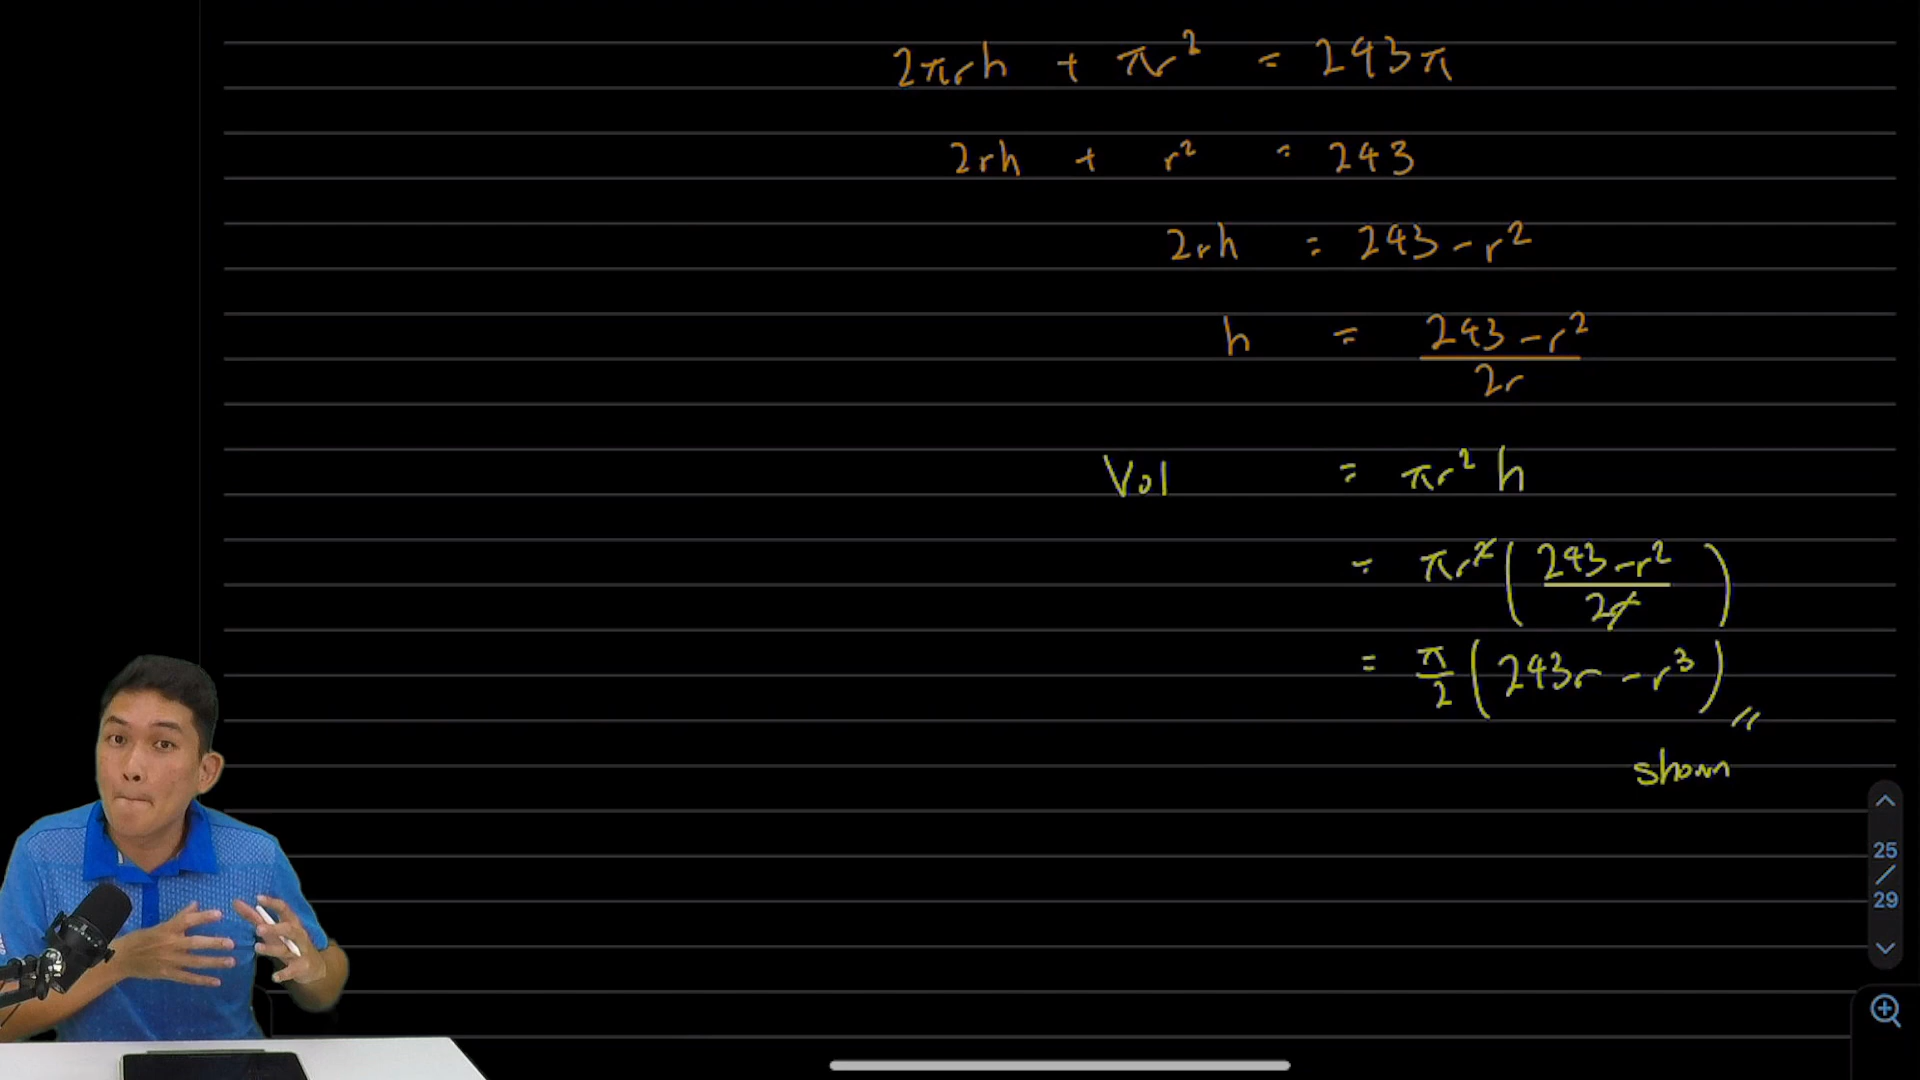 2πrh + πr² = 243π
2rh + r² = 243
2rh = 243 - r²
h = (243 - r²) / 2r
Vol = πr² h
= πr² ( (243 - r²) / 2r )
= π/2 ( 243r - r³ ) //
shown
25
/
29